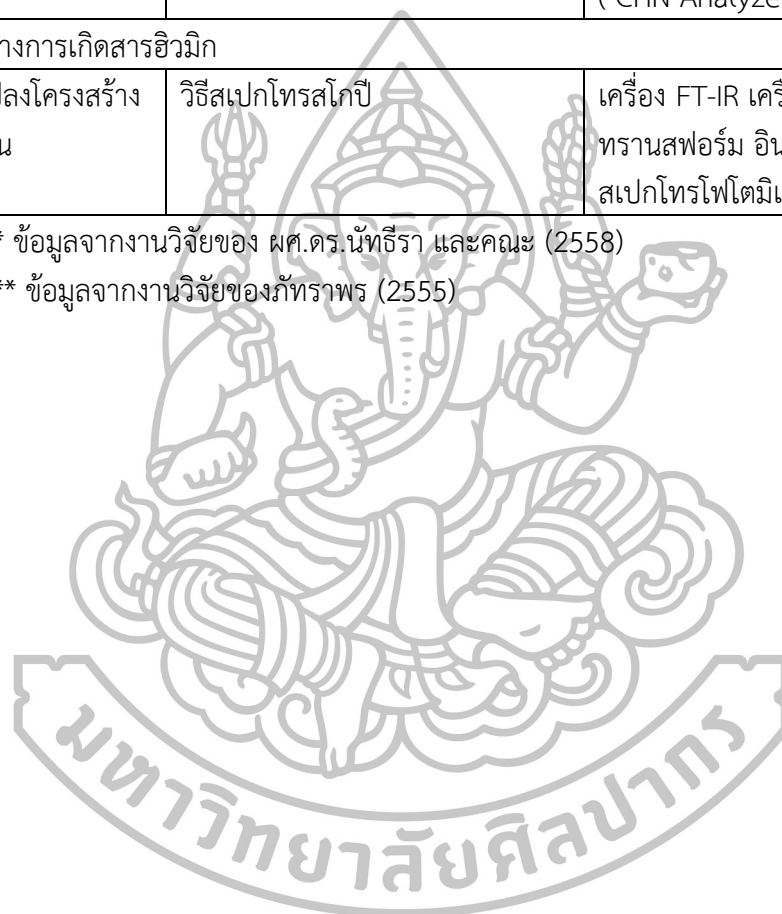 ( CHN Analyze
างการเกิดสารฮิวมิก
ปลงโครงสร้าง
น
วิธีสเปกโทรสโกปี
เครื่อง FT-IR
ทรานสฟอร์ม
สเปกโทรโฟโตมิเ
* ข้อมูลจากงานวิจัยของ ผศ.ดร.นัทธีรา และคณะ (2558)
** ข้อมูลจากงานวิจัยของภัทราพร (2555)
มหาวิทยาลัยศิลปากร